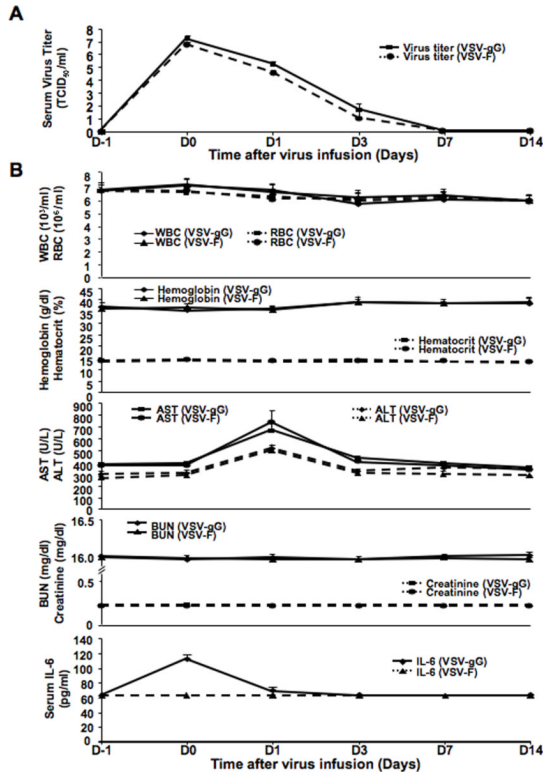 A
Serum Virus Titer
(TCID50/ml)
8
7
6
5
4
3
2
1
0
Virus titer (VSV-gG)
Virus titer (VSV-F)
D-1 D0 D1 D3 D7 D14
Time after virus infusion (Days)
B
WBC (10³/ml)
RBC (10⁶/ml)
8
7
6
5
4
3
2
1
0
WBC (VSV-gG) RBC (VSV-gG)
WBC (VSV-F) RBC (VSV-F)
Hemoglobin (g/dl)
Hematocrit (%)
45
40
35
30
25
20
15
10
5
0
Hemoglobin (VSV-gG)
Hemoglobin (VSV-F)
Hematocrit (VSV-gG)
Hematocrit (VSV-F)
AST (U/L)
ALT (U/L)
900
800
700
600
500
400
300
200
100
0
AST (VSV-gG) ALT (VSV-gG)
AST (VSV-F) ALT (VSV-F)
BUN (mg/dl)
Creatinine (mg/dl)
16.5
16.0
0.5
0
BUN (VSV-gG)
BUN (VSV-F)
Creatinine (VSV-gG)
Creatinine (VSV-F)
Serum IL-6
(pg/ml)
140
120
100
80
60
40
20
0
IL-6 (VSV-gG)
IL-6 (VSV-F)
D-1 D0 D1 D3 D7 D14
Time after virus infusion (Days)